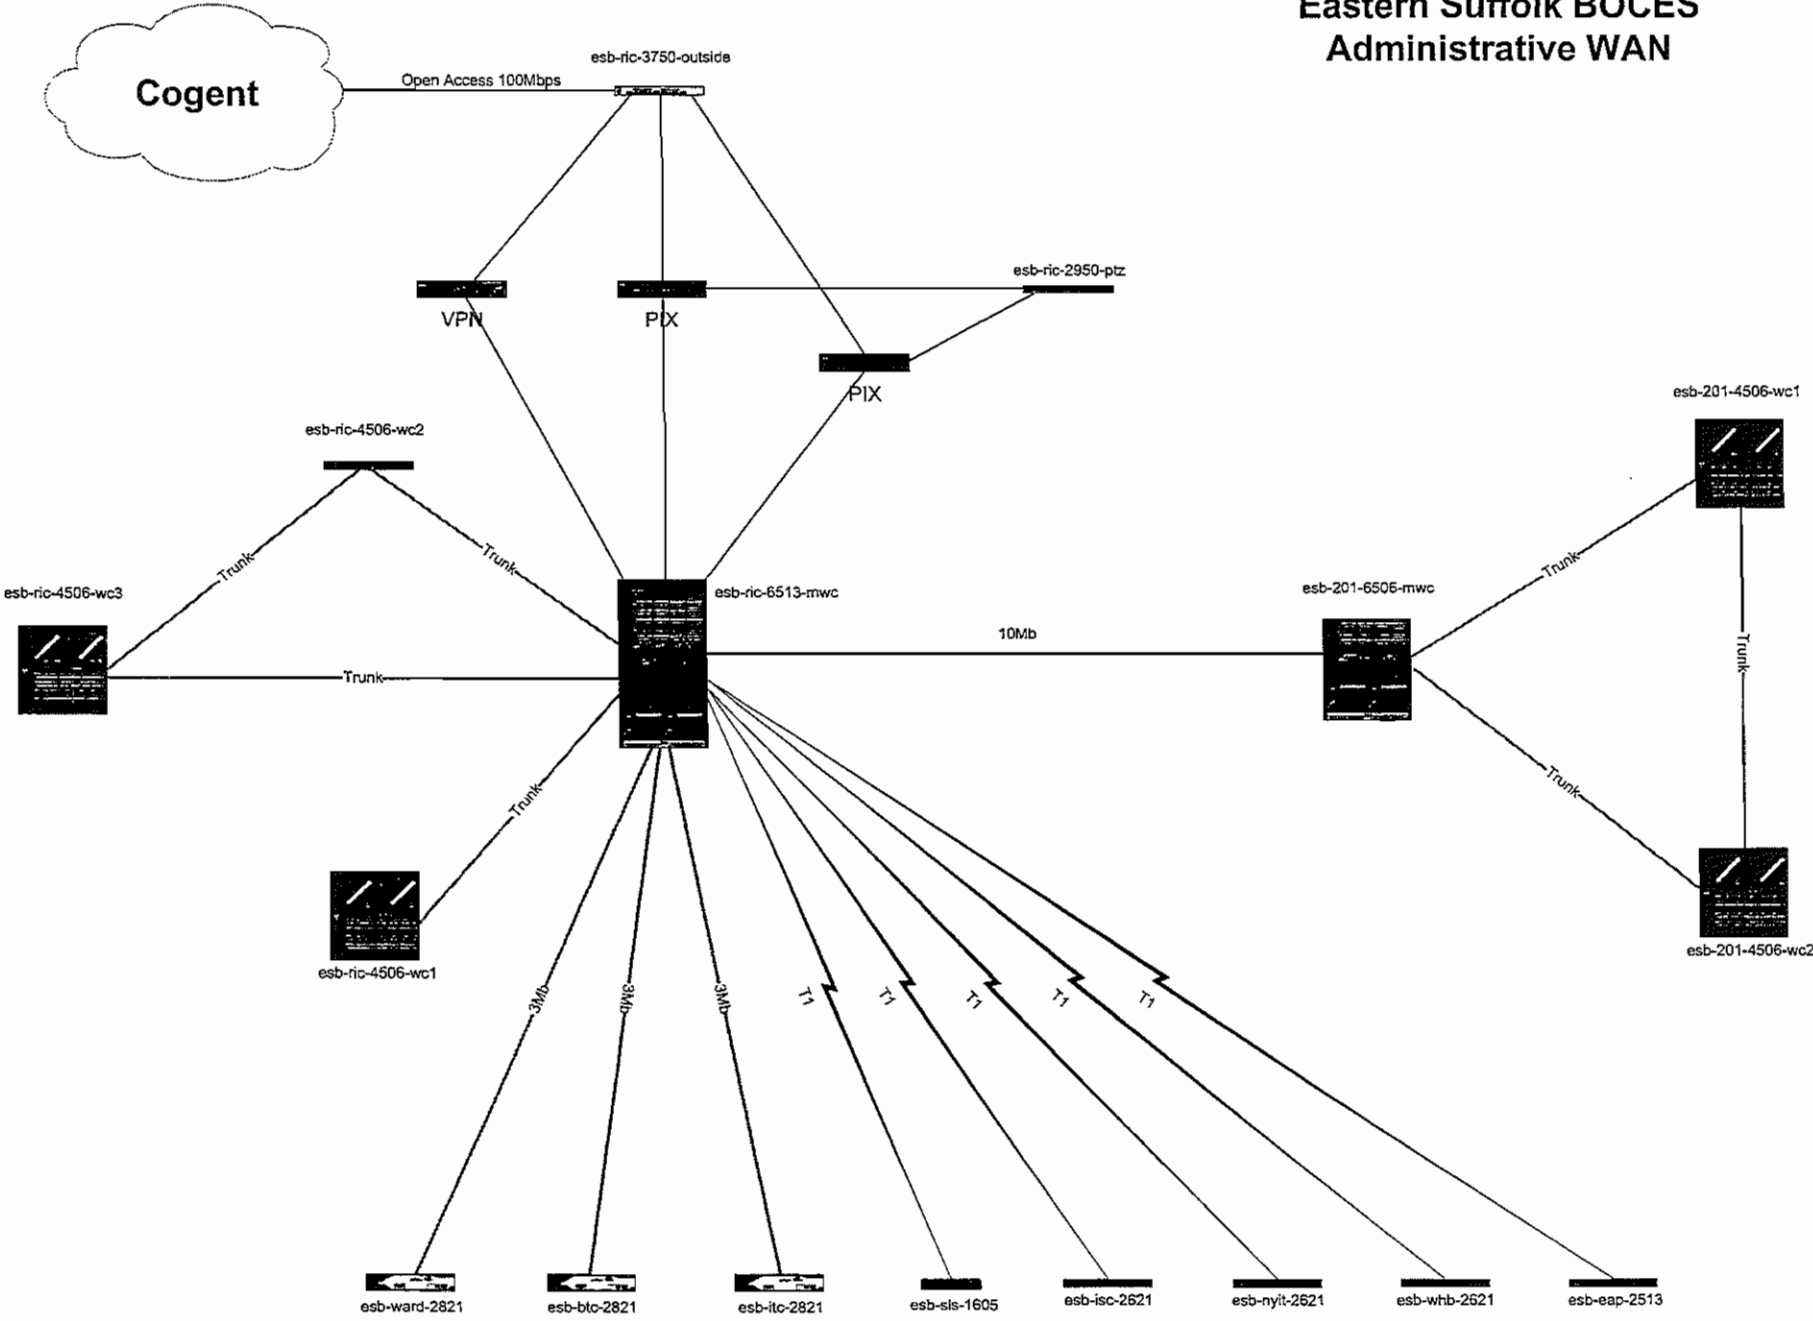 Eastern Suffolk BOCES
Administrative WAN
esb-ric-3750-outside
Open Access 100Mbps
Cogent
esb-ric-2950-ptz
VPN
PIX
PIX
esb-201-4506-wc1
esb-ric-4506-wc2
Trunk
Trunk
Trunk
esb-ric-4506-wc3
esb-ric-6513-mwc
esb-201-6506-mwc
10Mb
Trunk
Trunk
Trunk
Trunk
esb-201-4506-wc2
esb-ric-4506-wc1
3Mb
3Mb
3Mb
T1
T1
T1
T1
T1
esb-ward-2821
esb-btc-2821
esb-itc-2821
esb-sls-1605
esb-isc-2621
esb-nyit-2621
esb-whb-2621
esb-eap-2513